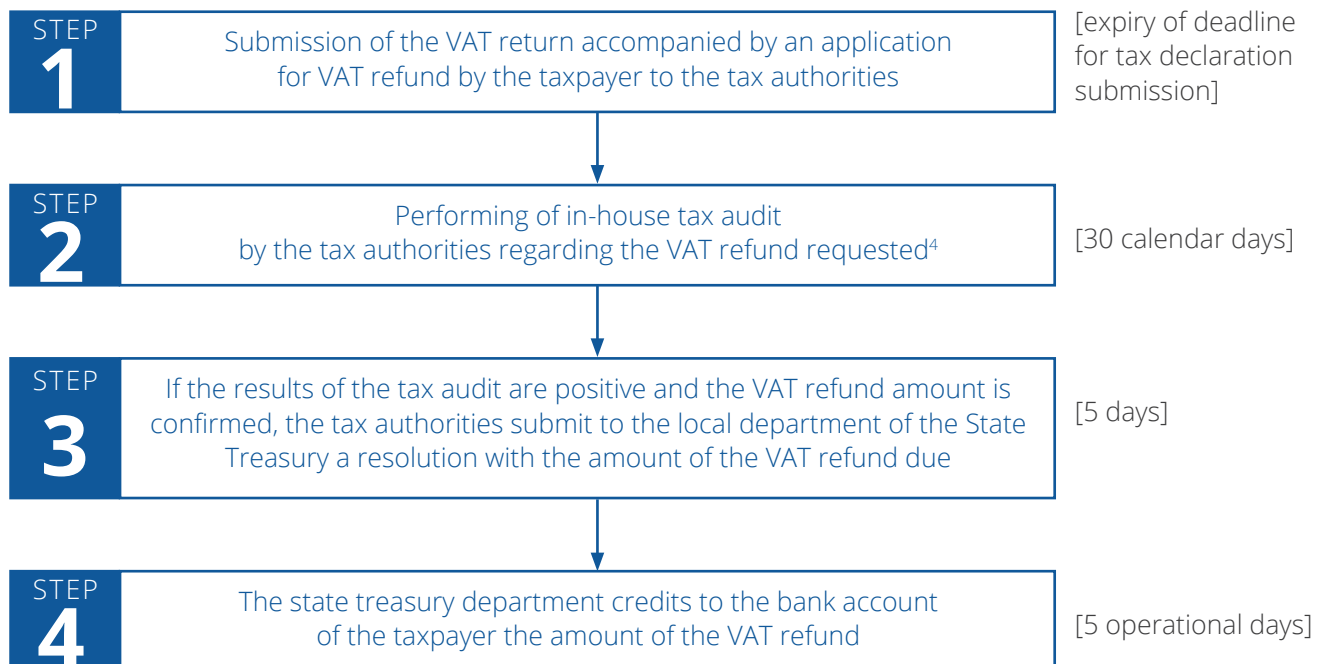 STEP
1
Submission of the VAT return accompanied by an application
for VAT refund by the taxpayer to the tax authorities
[expiry of deadline
for tax declaration
submission]
STEP
2
Performing of in-house tax audit
by the tax authorities regarding the VAT refund requested⁴
[30 calendar days]
STEP
3
If the results of the tax audit are positive and the VAT refund amount is
confirmed, the tax authorities submit to the local department of the State
Treasury a resolution with the amount of the VAT refund due
[5 days]
STEP
4
The state treasury department credits to the bank account
of the taxpayer the amount of the VAT refund
[5 operational days]